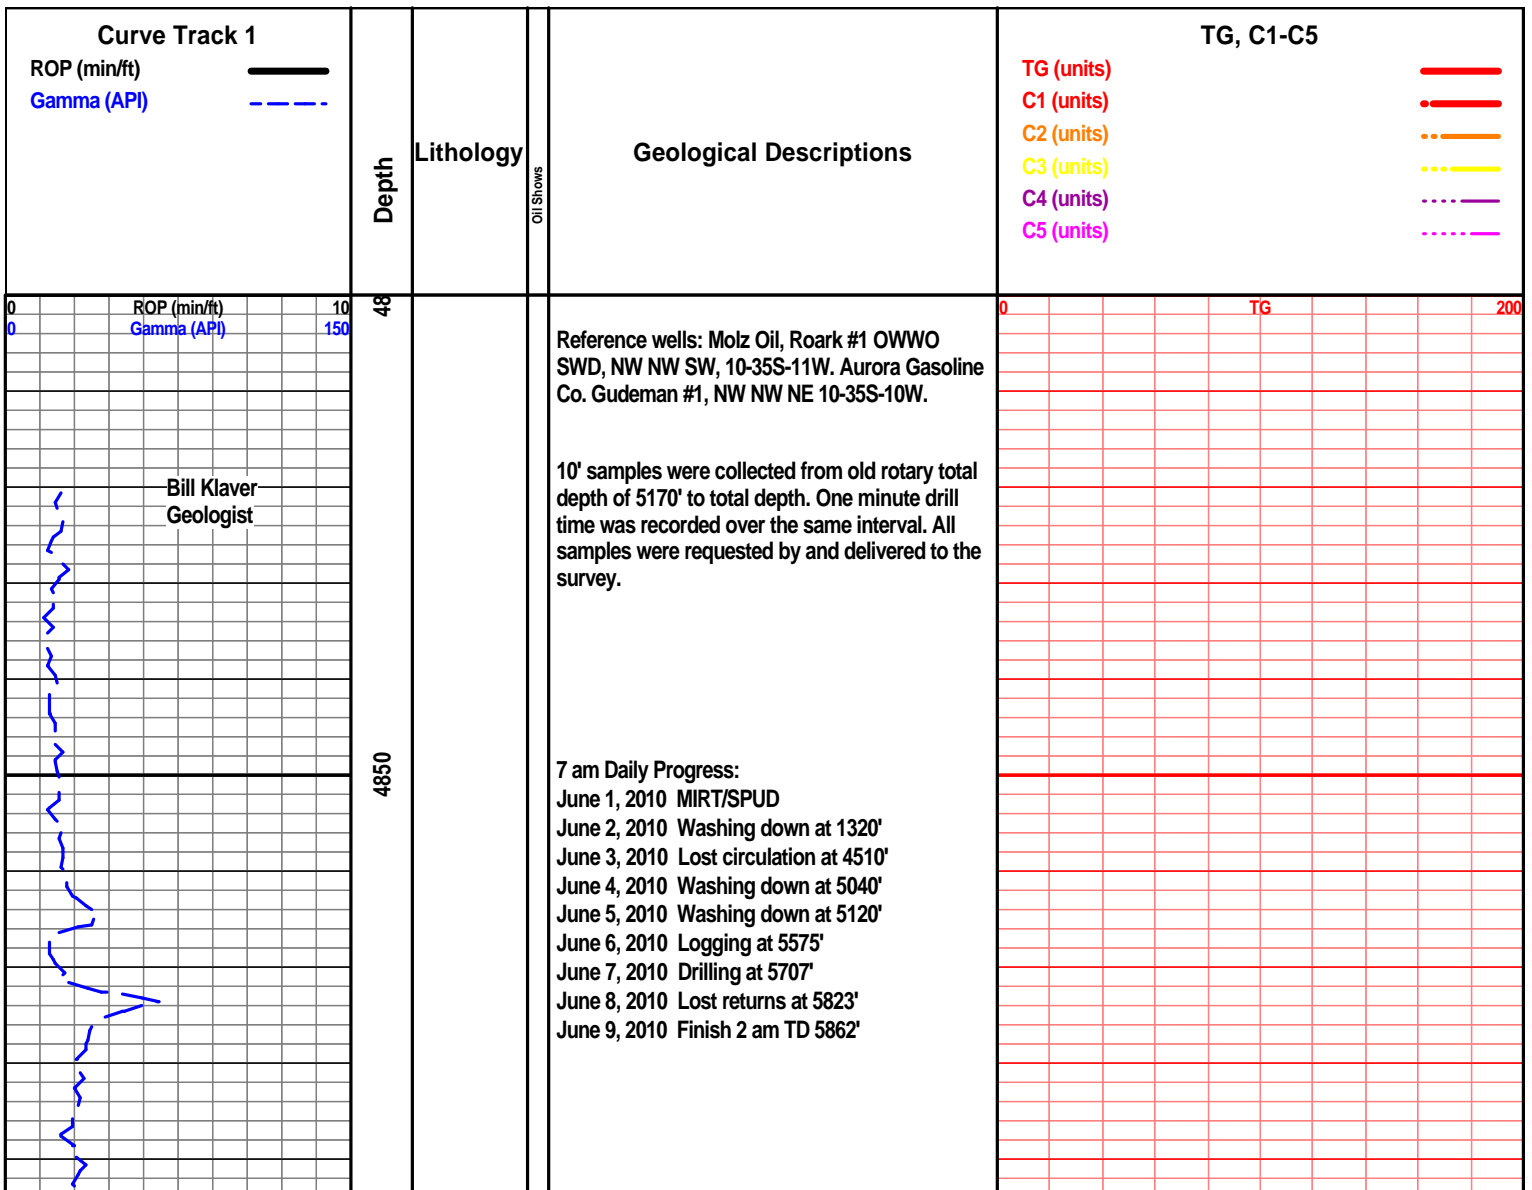 Curve Track 1
ROP (min/ft)
Gamma (API)
Depth
Lithology
Oil Shows
Geological Descriptions
TG, C1-C5
TG (units)
C1 (units)
C2 (units)
C3 (units)
C4 (units)
C5 (units)
0 ROP (min/ft) 10
0 Gamma (API) 150
48
0 TG 200
Reference wells: Molz Oil, Roark #1 OWWO
SWD, NW NW SW, 10-35S-11W. Aurora Gasoline
Co. Gudeman #1, NW NW NE 10-35S-10W.
Bill Klaver
Geologist
10' samples were collected from old rotary total
depth of 5170' to total depth. One minute drill
time was recorded over the same interval. All
samples were requested by and delivered to the
survey.
4850
7 am Daily Progress:
June 1, 2010 MIRT/SPUD
June 2, 2010 Washing down at 1320'
June 3, 2010 Lost circulation at 4510'
June 4, 2010 Washing down at 5040'
June 5, 2010 Washing down at 5120'
June 6, 2010 Logging at 5575'
June 7, 2010 Drilling at 5707'
June 8, 2010 Lost returns at 5823'
June 9, 2010 Finish 2 am TD 5862'